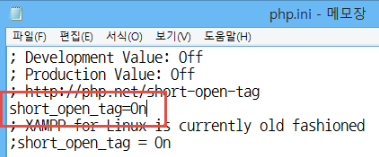 php.ini - 메모장
파일(F) 편집(E) 서식(O) 보기(V) 도움말(H)
; Development Value: Off
; Production Value: Off
; http://php.net/short-open-tag
short_open_tag=On
; XAMPP for Linux is currently old fashioned
;short_open_tag = On